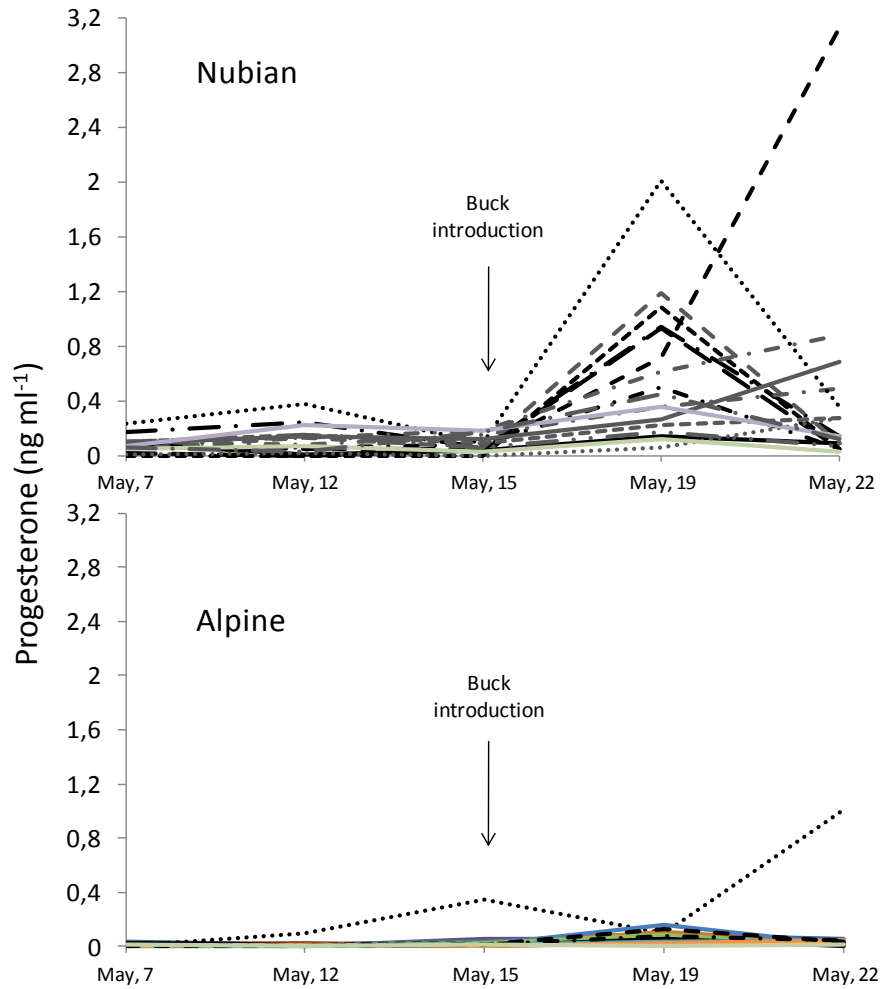 3,2
2,8
2,4
2
1,6
1,2
0,8
0,4
0
Nubian
Buck
introduction
May, 7 May, 12 May, 15 May, 19 May, 22
Progesterone (ng ml-1)
3,2
2,8
2,4
2
1,6
1,2
0,8
0,4
0
Alpine
Buck
introduction
May, 7 May, 12 May, 15 May, 19 May, 22